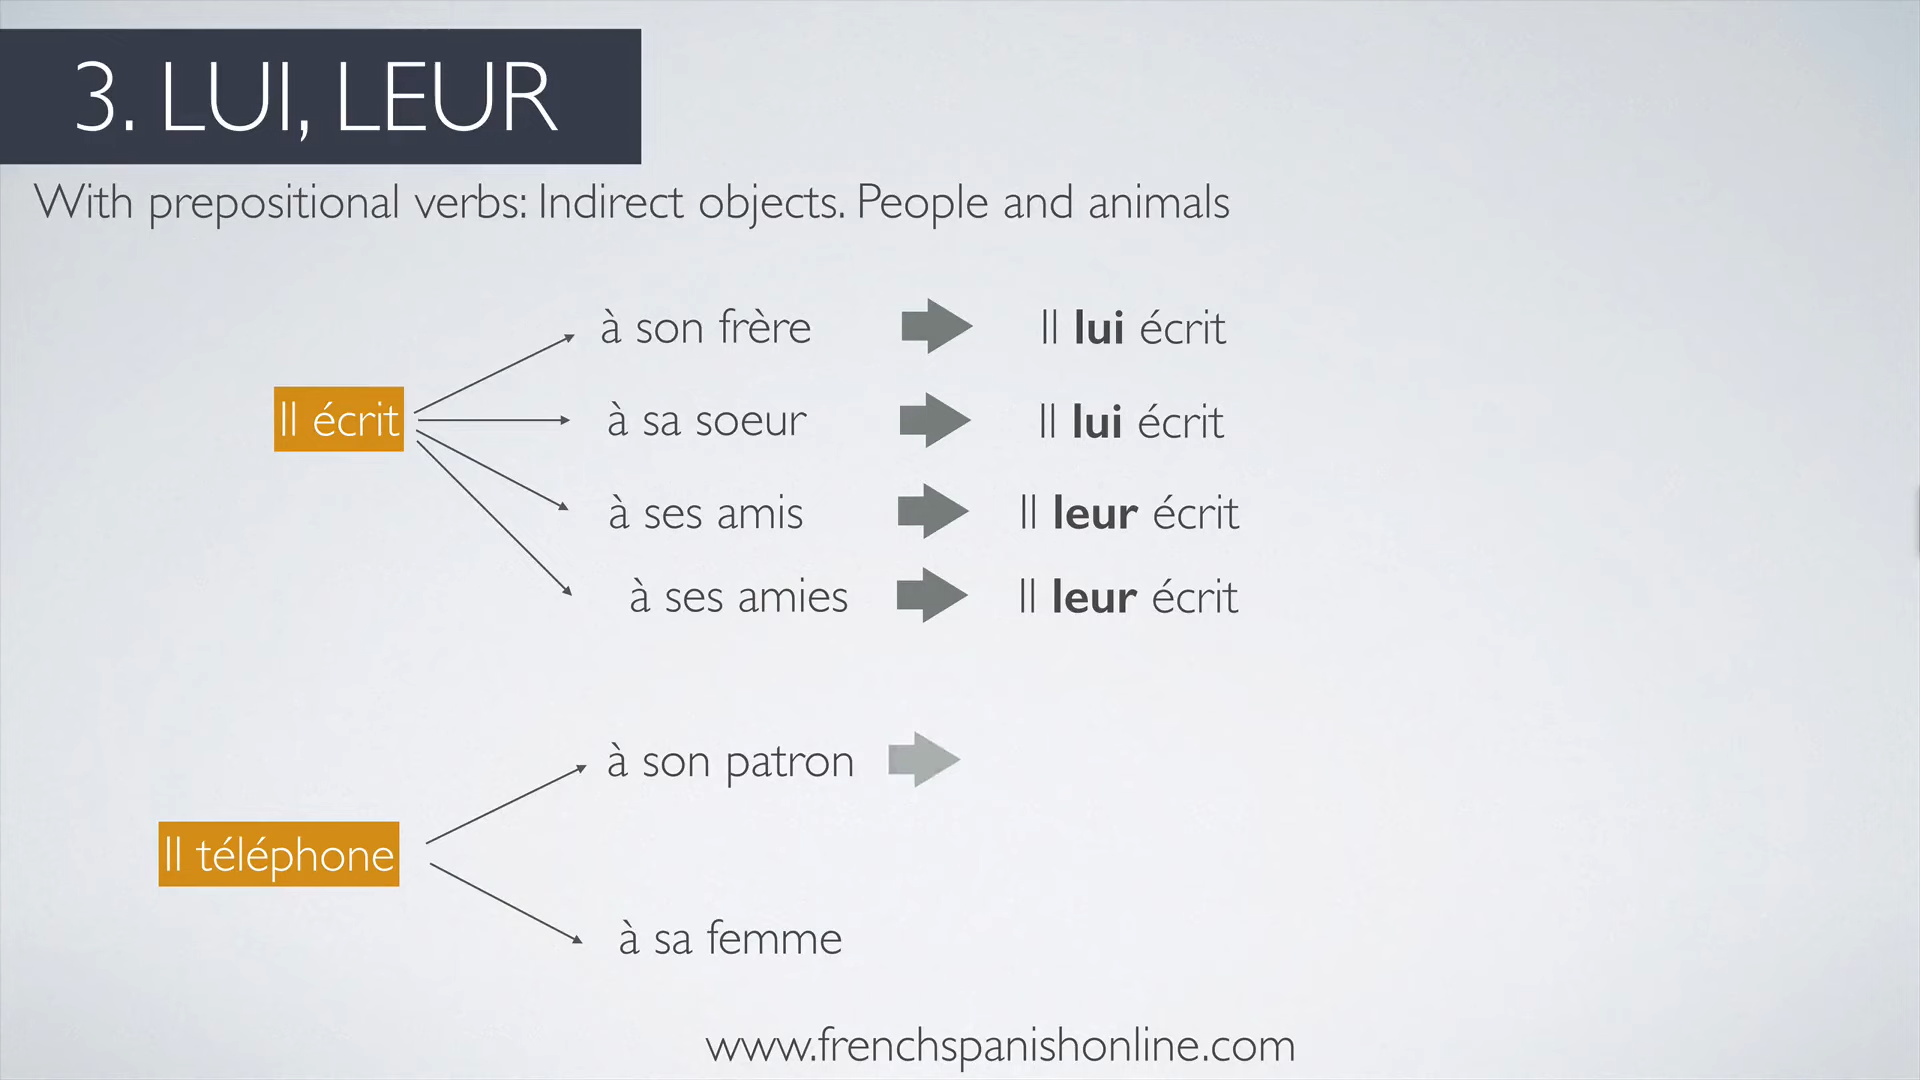 3. LUI, LEUR
With prepositional verbs: Indirect objects. People and animals
Il écrit
à son frère Il lui écrit
à sa soeur Il lui écrit
à ses amis Il leur écrit
à ses amies Il leur écrit
Il téléphone
à son patron
à sa femme
www.frenchspanishonline.com